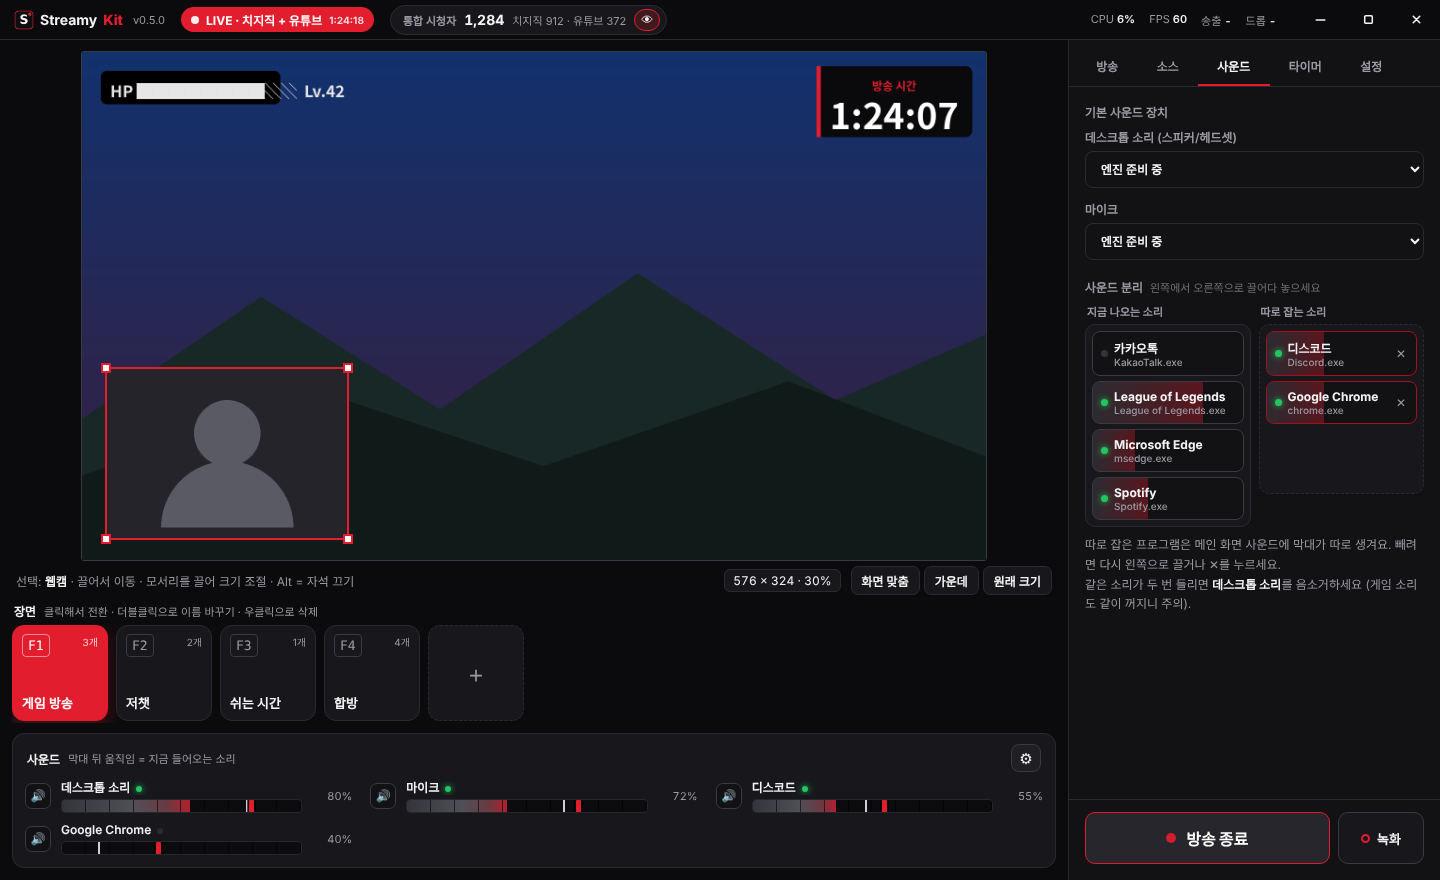 S Streamy Kit v0.5.0
LIVE · 치지직 + 유튜브 1:24:18
통합 시청자 1,284 치지직 912 · 유튜브 372
CPU 6% FPS 60 송출 - 드롭 -
HP Lv.42
방송 시간
1:24:07
선택: 웹캠 · 끌어서 이동 · 모서리를 끌어 크기 조절 · Alt = 자석 끄기
576 × 324 · 30%
화면 맞춤
가운데
원래 크기
장면 클릭해서 전환 · 더블클릭으로 이름 바꾸기 · 우클릭으로 삭제
F1 3개
게임 방송
F2 2개
저챗
F3 1개
쉬는 시간
F4 4개
합방
+
사운드 막대 뒤 움직임 = 지금 들어오는 소리
데스크톱 소리 80%
마이크 72%
디스코드 55%
Google Chrome 40%
방송 소스 사운드 타이머 설정
기본 사운드 장치
데스크톱 소리 (스피커/헤드셋)
엔진 준비 중
마이크
엔진 준비 중
사운드 분리 왼쪽에서 오른쪽으로 끌어다 놓으세요
지금 나오는 소리
카카오톡
KakaoTalk.exe
League of Legends
League of Legends.exe
Microsoft Edge
msedge.exe
Spotify
Spotify.exe
따로 잡는 소리
디스코드
Discord.exe
Google Chrome
chrome.exe
따로 잡은 프로그램은 메인 화면 사운드에 막대가 따로 생겨요. 빼려
면 다시 왼쪽으로 끌거나 ✕를 누르세요.
같은 소리가 두 번 들리면 데스크톱 소리를 음소거하세요 (게임 소리
도 같이 꺼지니 주의).
방송 종료
녹화